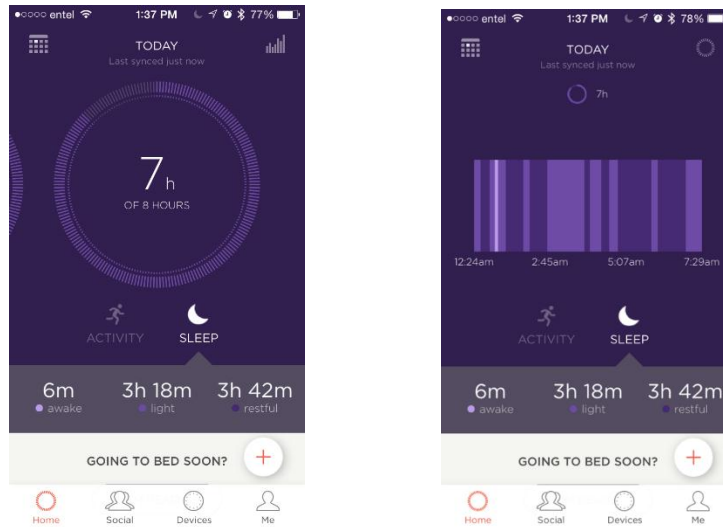 entel 1:37 PM 77%
TODAY
Last synced just now
7h
OF 8 HOURS
ACTIVITY SLEEP
6m 3h 18m 3h 42m
awake light restful
GOING TO BED SOON? +
Home Social Devices Me
entel 1:37 PM 78%
TODAY
Last synced just now
7h
12:24am 2:45am 5:07am 7:29am
ACTIVITY SLEEP
6m 3h 18m 3h 42m
awake light restful
GOING TO BED SOON? +
Home Social Devices Me